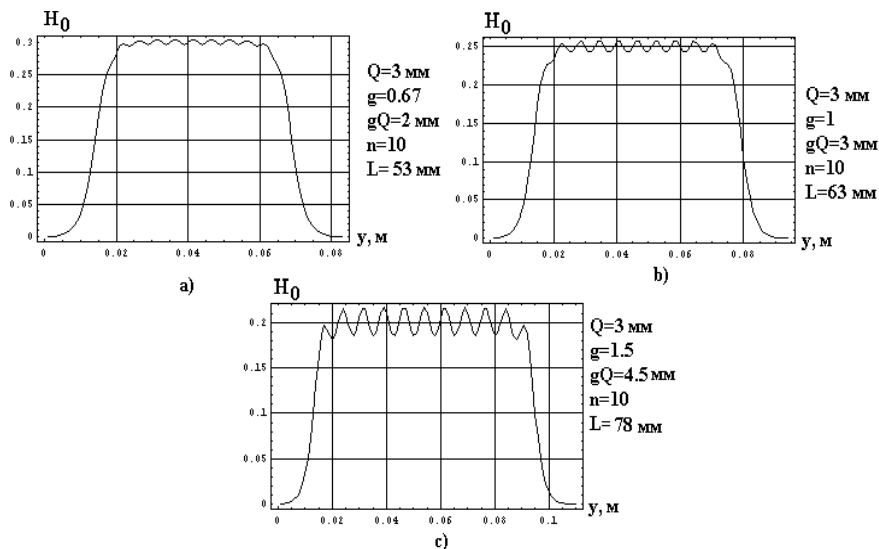 H0
0.3
0.25
0.2
0.15
0.1
0.05
0
0 0.02 0.04 0.06 0.08
y, м
Q=3 мм
g=0.67
gQ=2 мм
n=10
L= 53 мм
a)
H0
0.25
0.2
0.15
0.1
0.05
0
0 0.02 0.04 0.06 0.08
y, м
Q=3 мм
g=1
gQ=3 мм
n=10
L=63 мм
b)
H0
0.2
0.15
0.1
0.05
0
0 0.02 0.04 0.06 0.08 0.1
y, м
Q=3 мм
g=1.5
gQ=4.5 мм
n=10
L= 78 мм
c)